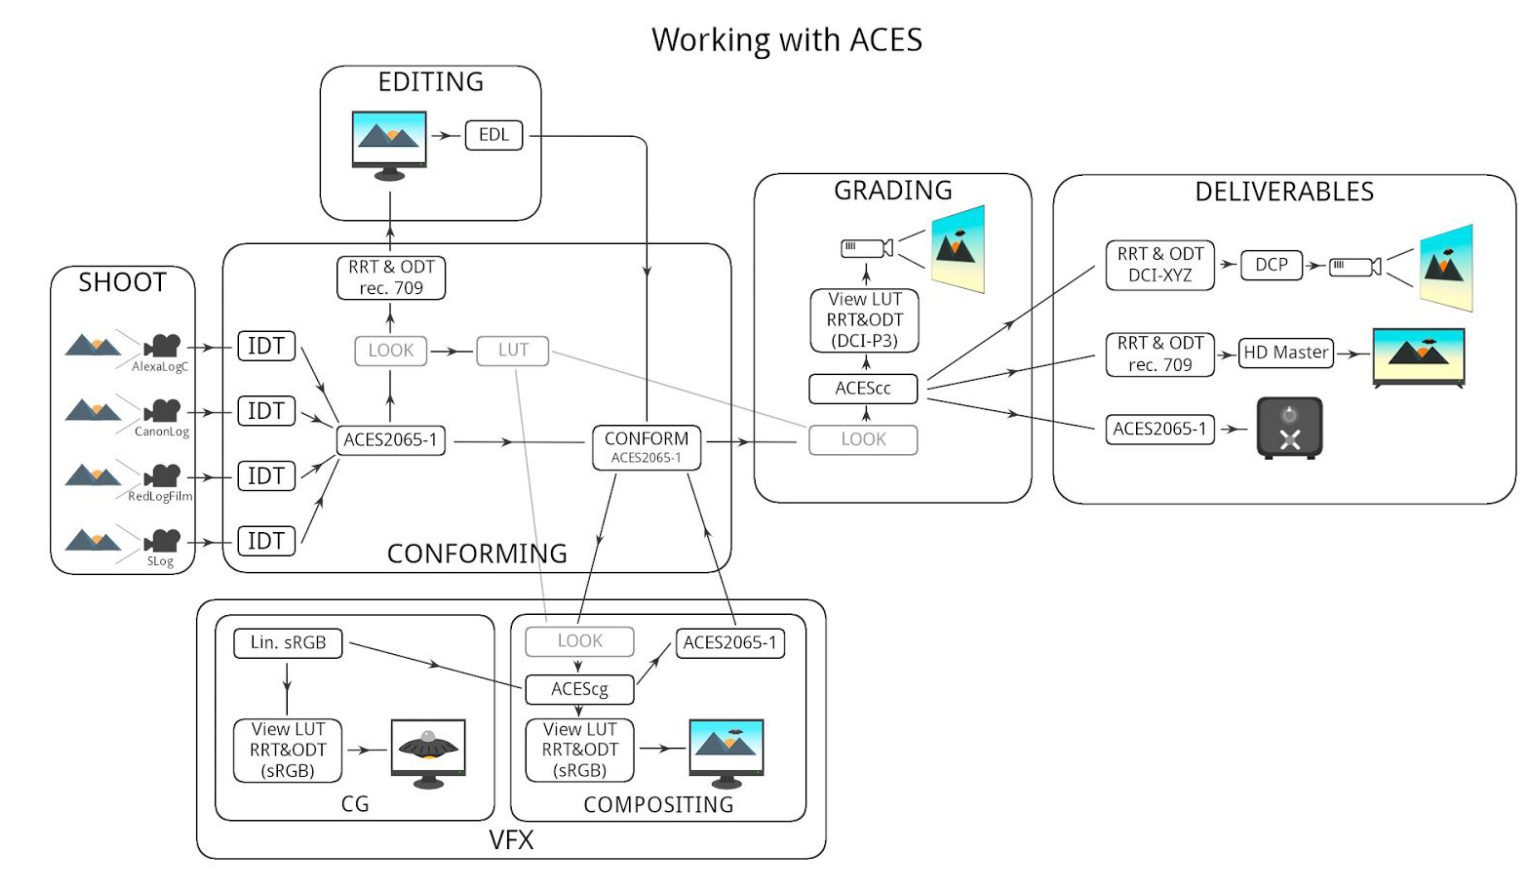 Working with ACES
EDITING
EDL
SHOOT
AlexaLogC
CanonLog
RedLogFilm
SLog
IDT
IDT
IDT
IDT
RRT & ODT
rec. 709
LOOK
LUT
ACES2065-1
CONFORM
ACES2065-1
CONFORMING
GRADING
View LUT
RRT&ODT
(DCI-P3)
ACEScc
LOOK
DELIVERABLES
RRT & ODT
DCI-XYZ
DCP
RRT & ODT
rec. 709
HD Master
ACES2065-1
Lin. sRGB
View LUT
RRT&ODT
(sRGB)
CG
LOOK
ACES2065-1
ACEScg
View LUT
RRT&ODT
(sRGB)
COMPOSITING
VFX